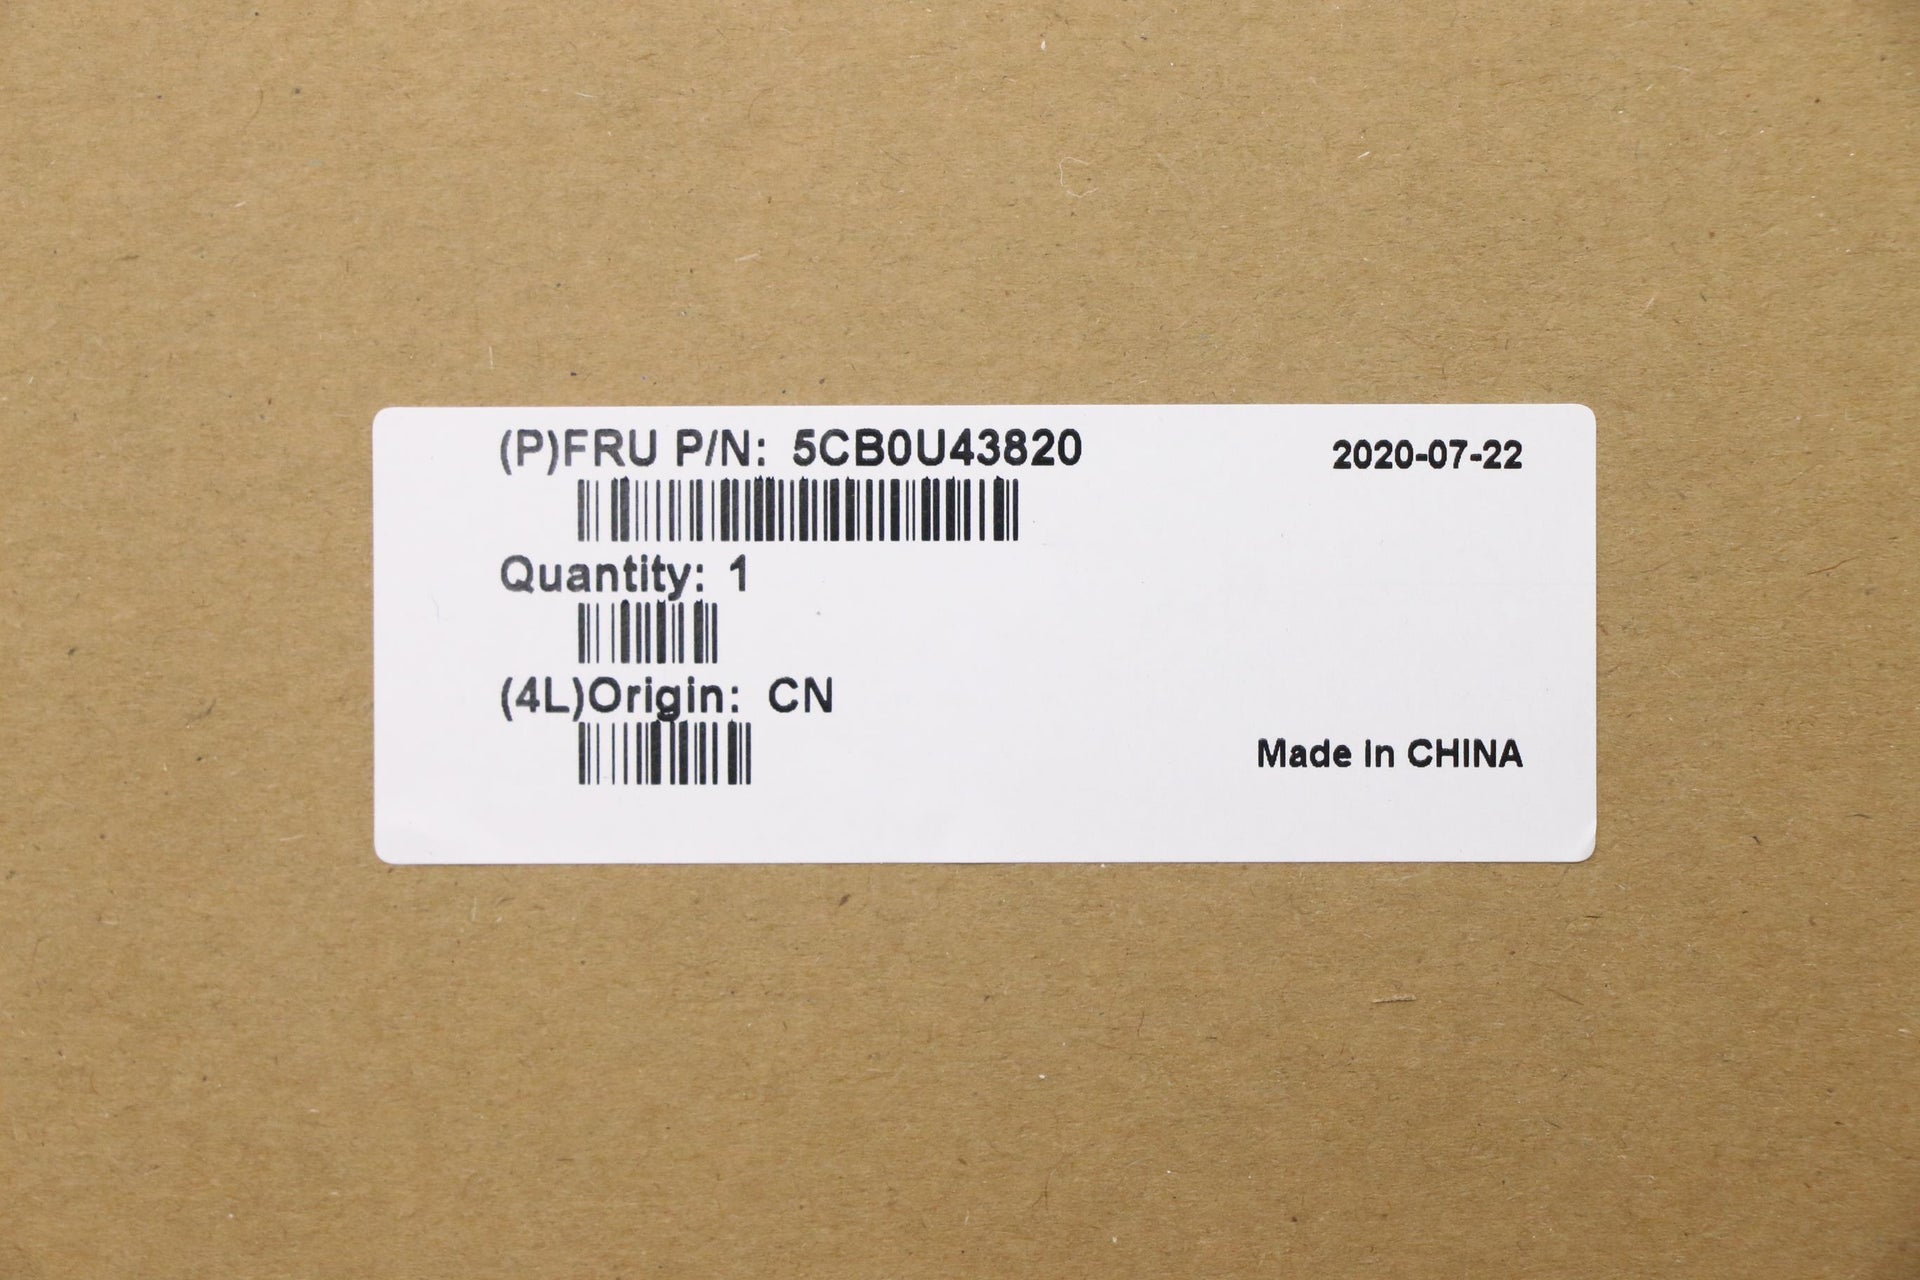 (P)FRU P/N: 5CB0U43820
2020-07-22
Quantity: 1
(4L)Origin: CN
Made in CHINA